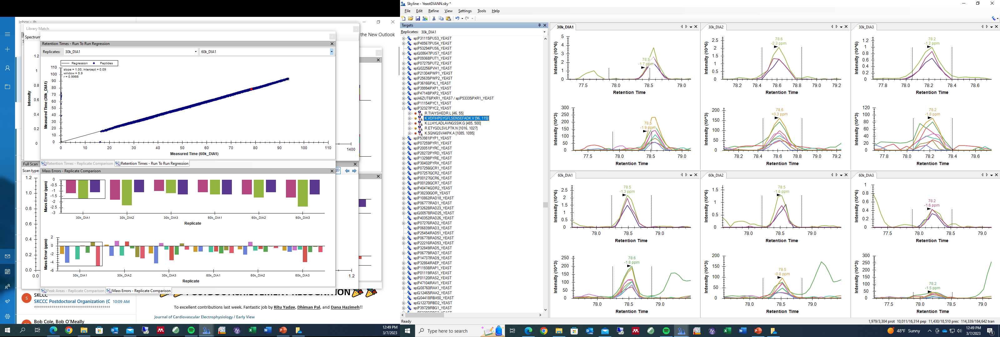 Library Match
the New Outlook
Spectrum
Retention Times - Run To Run Regression
Replicates: 30k_DIA1 60k_DIA1
Regression Peptides
slope = 1.00, intercept = 0.09
window = 5.9
r = 0.9966
Measured Time (30k_DIA1)
110
100
90
80
70
60
50
40
30
20
10
0
0 10 20 30 40 50 60 70 80 90 100 110
Measured Time (60k_DIA1)
Intensity
1.2
1
0.8
0.6
0.4
0.2
0
1400
Retention Times - Replicate Comparison Retention Times - Run To Run Regression
Full Scan
Scan type:
1.2
1.0
0.8
0.6
0.4
0.2
0.0
0.0 1.2
Mass Errors - Replicate Comparison
Mass Error (ppm)
0
-0.5
-1
-1.5
-2
-2.5
-3
30k_DIA1 30k_DIA2 30k_DIA3 60k_DIA1 60k_DIA2 60k_DIA3
Replicate
Mass Error (ppm)
2
0
-2
-4
-6
30k_DIA1 30k_DIA2 30k_DIA3 60k_DIA1 60k_DIA2 60k_DIA3
Replicate
Peak Areas - Replicate Comparison Mass Errors - Replicate Comparison
S
SKCCC
SKCCC Postdoctoral Organization (C 10:09 AM
Bob Cole, Bob O'Meally
To excellent contributions last week. Fantastic job by Ritu Yadav, Dhiman Pal, and Dana Hazimeh!!
Journal of Cardiovascular Electrophysiology / Early View
12:49 PM
3/7/2023
Skyline - YeastDIANN.sky *
File Edit Refine View Settings Tools Help
Targets
Replicates: 30k_DIA1
sp|P31115|PUS3_YEAST
sp|P48567|PUS4_YEAST
sp|P53294|PUS6_YEAST
sp|Q08647|PUS7_YEAST
sp|P09368|PUT1_YEAST
sp|P07275|PUT2_YEAST
sp|Q02256|PVH1_YEAST
sp|P21304|PWP1_YEAST
sp|P25635|PWP2_YEAST
sp|P36166|PXL1_YEAST
sp|P39994|PXP1_YEAST
sp|P47148|PXP2_YEAST
sp|A6ZUT6|PXR1_YEAS7 / sp|P53335|PXR1_YEAST
sp|P11154|PYC1_YEAST
sp|P32327|PYC2_YEAST
R.TIAIYSHEDR.L [46, 55]
K.VDFIHPGYGFLSENSEFADK.V [96, 115]
K.LLHYLADLAVNGSSIK.G [485, 500]
R.ETYGDLSVLPTK.N [1016, 1027]
K.SQNIQSVAKPK.A [1085, 1095]
sp|P53981|PYP1_YEAST
sp|P07259|PYR1_YEAST
sp|P20051|PYRC_YEAST
sp|P28272|PYRD_YEAST
sp|P13298|PYRE_YEAST
sp|P30402|PYRX_YEAST
sp|P07256|QCR1_YEAST
sp|P07257|QCR2_YEAST
sp|P00127|QCR6_YEAST
sp|P00128|QCR7_YEAST
sp|P40474|QDR2_YEAST
sp|P38230|QOR_YEAST
sp|P10862|RAD18_YEAST
sp|P06777|RAD1_YEAST
sp|P32628|RAD23_YEAST
sp|Q00578|RAD25_YEAST
sp|P40352|RAD26_YEAST
sp|P07276|RAD2_YEAST
sp|P06839|RAD3_YEAST
sp|P25454|RAD51_YEAST
sp|P06778|RAD52_YEAST
sp|P22216|RAD53_YEAST
sp|P32849|RAD5_YEAST
sp|P06779|RAD7_YEAST
sp|P14737|RAD9_YEAST
sp|P32864|RAEP_YEAST
sp|P11938|RAP1_YEAST
sp|P01119|RAS1_YEAST
sp|P01120|RAS2_YEAST
sp|P47104|RAV1_YEAST
sp|Q08760|RAX1_YEAST
sp|Q12465|RAX2_YEAST
sp|Q04418|RBA50_YEAST
sp|Q12270|RBD2_YEAST
sp|P39729|RBG1_YEAST
Ready
30k_DIA1
Intensity (10^6)
5
4
3
2
1
0
78.5
-1.7 ppm
77.5 78.0 78.5 79.0
Retention Time
Intensity (10^3)
300
250
200
150
100
50
0
78.5
-1.9 ppm
77.5 78.0 78.5 79.0
Retention Time
30k_DIA2
Intensity (10^6)
2.5
2
1.5
1
0.5
0
78.6
-2.3 ppm
78.2 78.4 78.6 78.8 79.0 79.2
Retention Time
Intensity (10^3)
200
150
100
50
0
78.6
+0.3 ppm
78.2 78.4 78.6 78.8 79.0 79.2
Retention Time
30k_DIA3
Intensity (10^6)
1.2
1
0.8
0.6
0.4
0.2
0
78.2
-1.2 ppm
77.8 78.0 78.2 78.4 78.6
Retention Time
Intensity (10^3)
120
100
80
60
40
20
0
78.2
-1.8 ppm
77.8 78.0 78.2 78.4 78.6
Retention Time
60k_DIA1
Intensity (10^6)
2.5
2
1.5
1
0.5
0
78.5
-1.3 ppm
78.0 78.5 79.0
Retention Time
Intensity (10^3)
250
200
150
100
50
0
78.6
-1.8 ppm
78.0 78.5 79.0
Retention Time
60k_DIA2
Intensity (10^6)
1.5
1
0.5
0
78.5
-1.6 ppm
78.0 78.5 79.0
Retention Time
Intensity (10^3)
200
150
100
50
0
78.5
-0.8 ppm
78.0 78.5 79.0
Retention Time
60k_DIA3
Intensity (10^6)
1
0.8
0.6
0.4
0.2
0
78.2
-1.6 ppm
77.5 78.0 78.5 79.0
Retention Time
Intensity (10^3)
300
250
200
150
100
50
0
78.2
-1.5 ppm
77.5 78.0 78.5 79.0
Retention Time
1,979/3,304 prot 10,011/16,314 pep 11,430/18,510 prec 114,339/184,642 tran
Type here to search
48°F Sunny
12:49 PM
3/7/2023